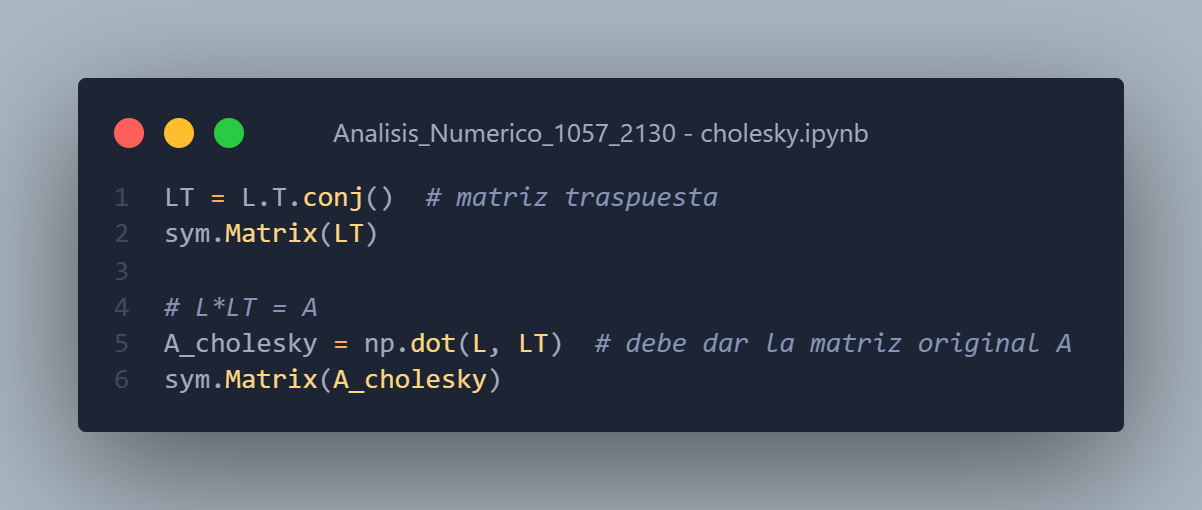 Analisis_Numerico_1057_2130 - cholesky.ipynb
1 LT = L.T.conj()  # matriz traspuesta
2 sym.Matrix(LT)
3
4 # L*LT = A
5 A_cholesky = np.dot(L, LT)  # debe dar la matriz original A
6 sym.Matrix(A_cholesky)